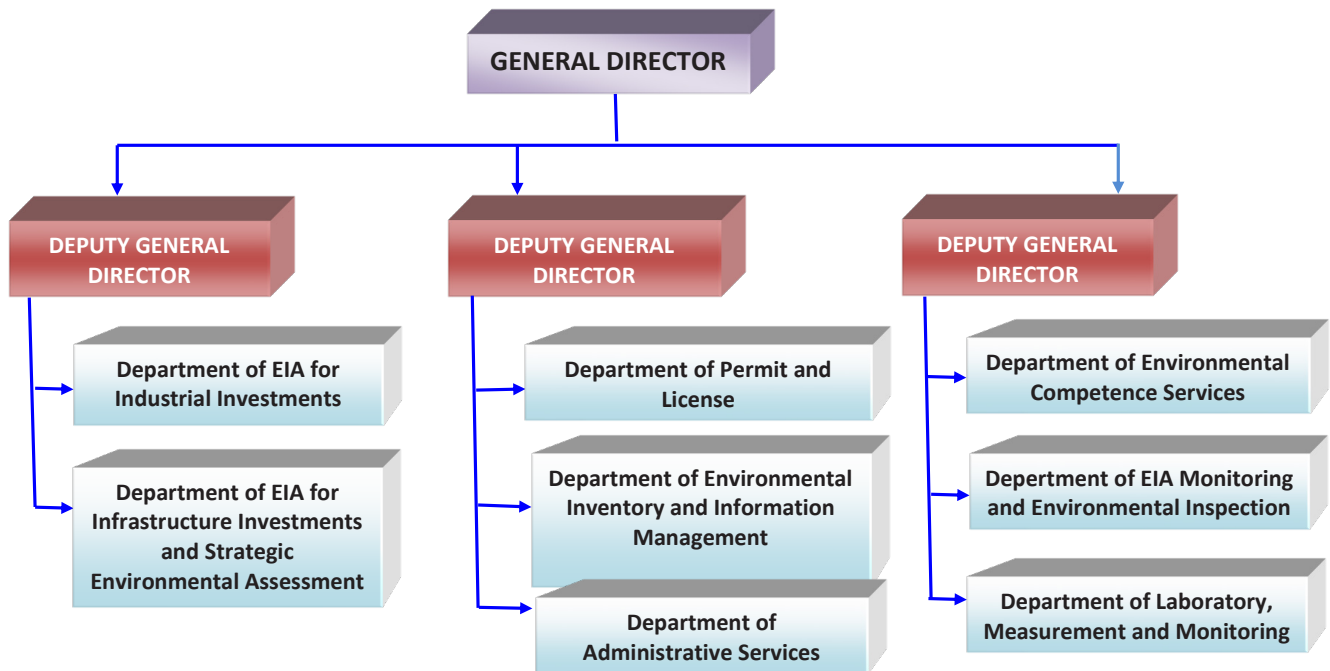 GENERAL DIRECTOR
DEPUTY GENERAL
DIRECTOR
Department of EIA for
Industrial Investments
Department of EIA for
Infrastructure Investments
and Strategic
Environmental Assessment
DEPUTY GENERAL
DIRECTOR
Department of Permit and
License
Department of Environmental
Inventory and Information
Management
Department of
Administrative Services
DEPUTY GENERAL
DIRECTOR
Department of Environmental
Competence Services
Depertment of EIA Monitoring
and Environmental Inspection
Department of Laboratory,
Measurement and Monitoring